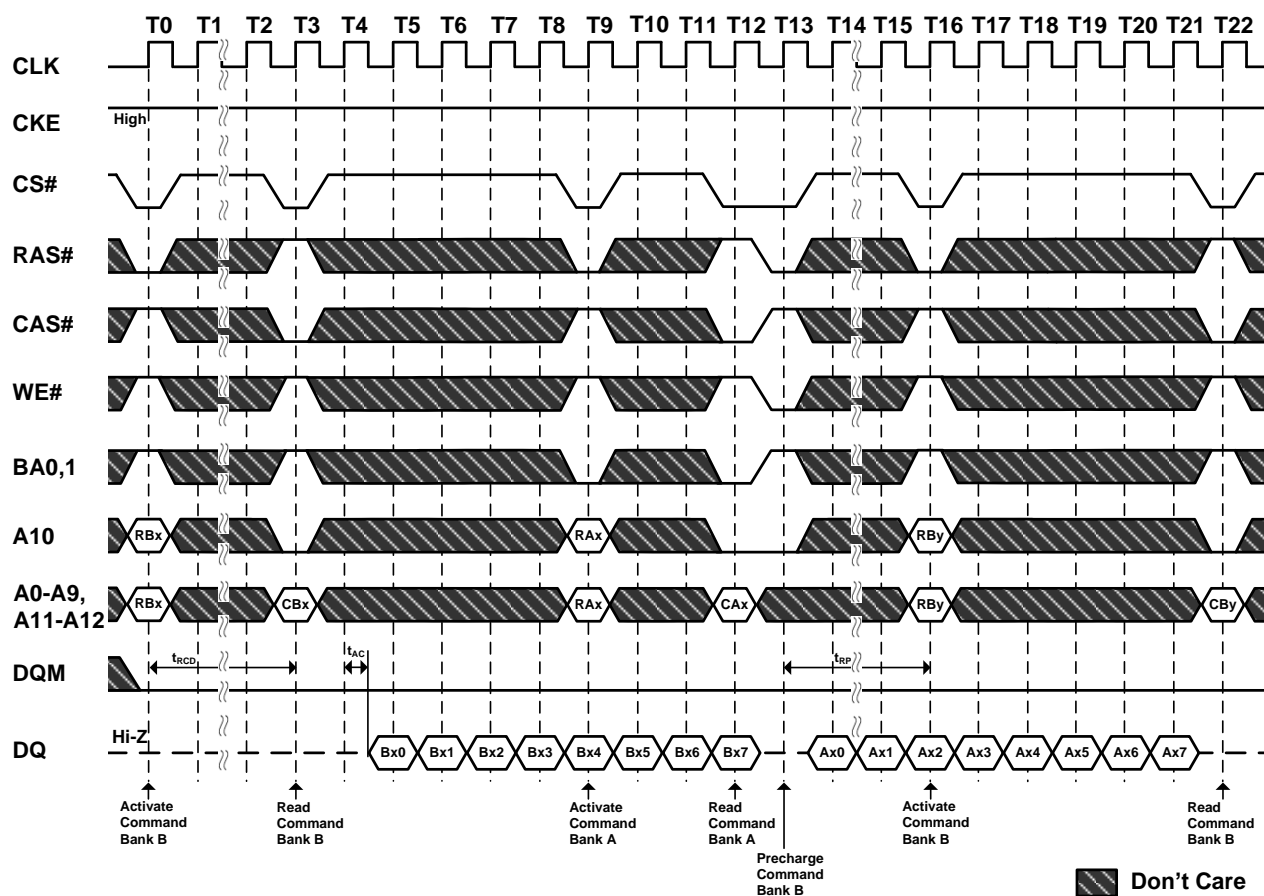 T0 T1 T2 T3 T4 T5 T6 T7 T8 T9 T10 T11 T12 T13 T14 T15 T16 T17 T18 T19 T20 T21 T22
CLK
CKE
High
CS#
RAS#
CAS#
WE#
BA0,1
A10
RBx RAx RBy
A0-A9,
A11-A12
RBx CBx RAx CAx RBy CBy
DQM
tRCD tAC tRP
DQ
Hi-Z
Bx0 Bx1 Bx2 Bx3 Bx4 Bx5 Bx6 Bx7 Ax0 Ax1 Ax2 Ax3 Ax4 Ax5 Ax6 Ax7
Activate
Command
Bank B
Read
Command
Bank B
Activate
Command
Bank A
Read
Command
Bank A
Precharge
Command
Bank B
Activate
Command
Bank B
Read
Command
Bank B
Don't Care